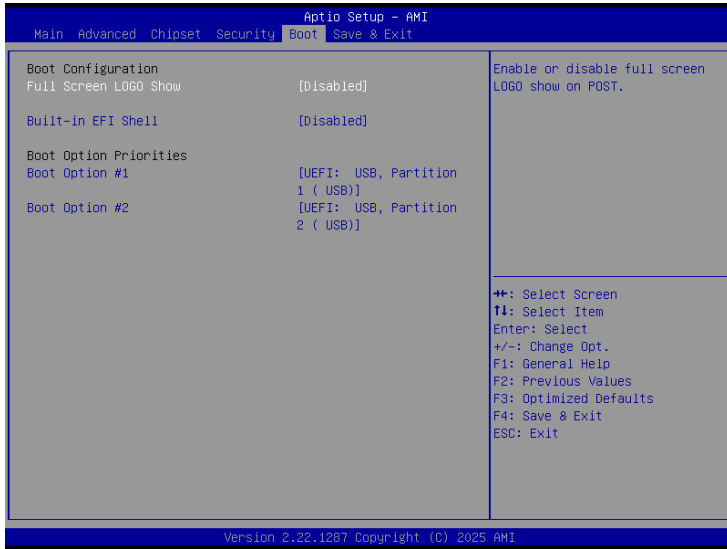 Aptio Setup - AMI
Main Advanced Chipset Security Boot Save & Exit
Boot Configuration
Full Screen LOGO Show [Disabled]
Built-in EFI Shell [Disabled]
Boot Option Priorities
Boot Option #1 [UEFI: USB, Partition
1 ( USB)]
Boot Option #2 [UEFI: USB, Partition
2 ( USB)]
Enable or disable full screen
LOGO show on POST.
→←: Select Screen
↑↓: Select Item
Enter: Select
+/-: Change Opt.
F1: General Help
F2: Previous Values
F3: Optimized Defaults
F4: Save & Exit
ESC: Exit
Version 2.22.1287 Copyright (C) 2025 AMI